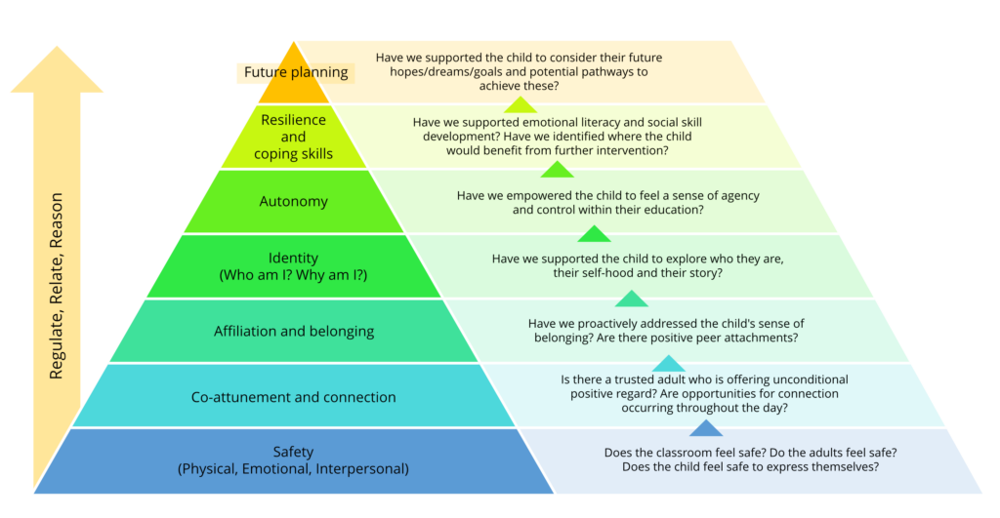 Future planning
Have we supported the child to consider their future
hopes/dreams/goals and potential pathways to
achieve these?
Resilience
and
coping skills
Have we supported emotional literacy and social skill
development? Have we identified where the child
would benefit from further intervention?
Autonomy
Have we empowered the child to feel a sense of agency
and control within their education?
Identity
(Who am I? Why am I?)
Have we supported the child to explore who they are,
their self-hood and their story?
Affiliation and belonging
Have we proactively addressed the child's sense of
belonging? Are there positive peer attachments?
Co-attunement and connection
Is there a trusted adult who is offering unconditional
positive regard? Are opportunities for connection
occurring throughout the day?
Safety
(Physical, Emotional, Interpersonal)
Does the classroom feel safe? Do the adults feel safe?
Does the child feel safe to express themselves?
Regulate, Relate, Reason